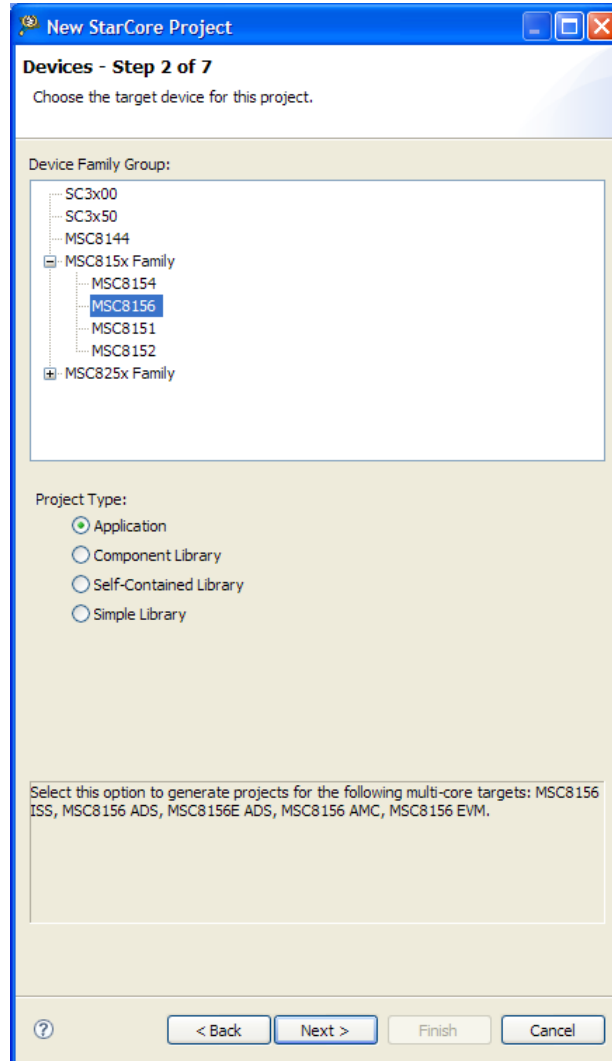 New StarCore Project
Devices - Step 2 of 7
Choose the target device for this project.
Device Family Group:
SC3x00
SC3x50
MSC8144
MSC815x Family
MSC8154
MSC8156
MSC8151
MSC8152
MSC825x Family
Project Type:
Application
Component Library
Self-Contained Library
Simple Library
Select this option to generate projects for the following multi-core targets: MSC8156
ISS, MSC8156 ADS, MSC8156E ADS, MSC8156 AMC, MSC8156 EVM.
< Back Next > Finish Cancel